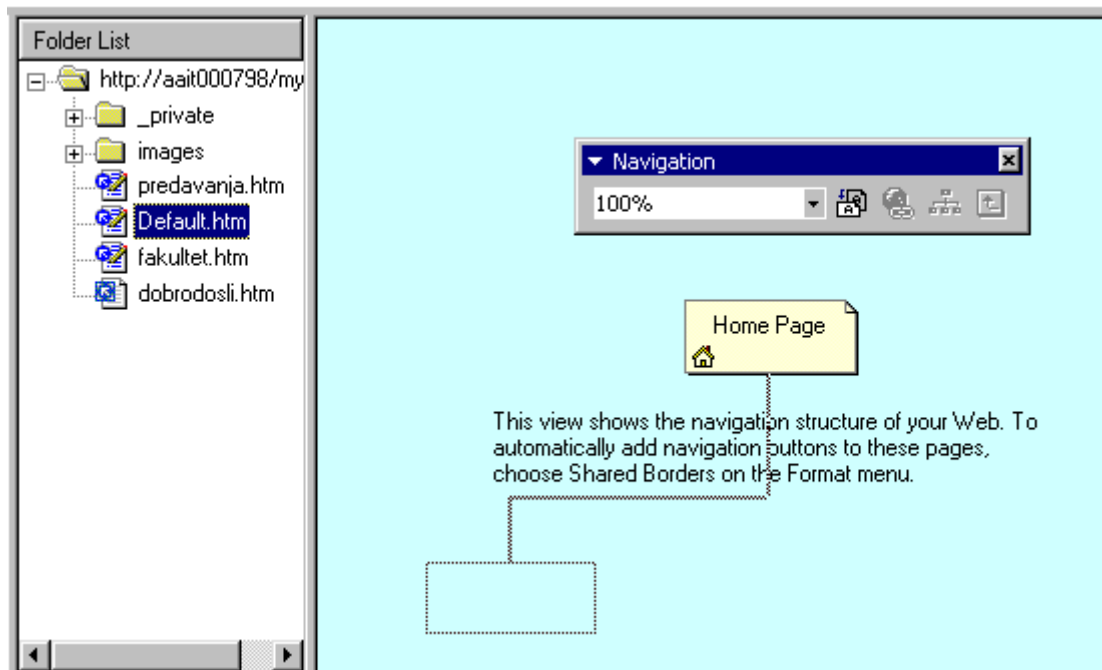 Folder List
http://aait000798/my
_private
images
predavanja.htm
Default.htm
fakultet.htm
dobrodosli.htm
Navigation
100%
Home Page
This view shows the navigation structure of your Web. To
automatically add navigation buttons to these pages,
choose Shared Borders on the Format menu.